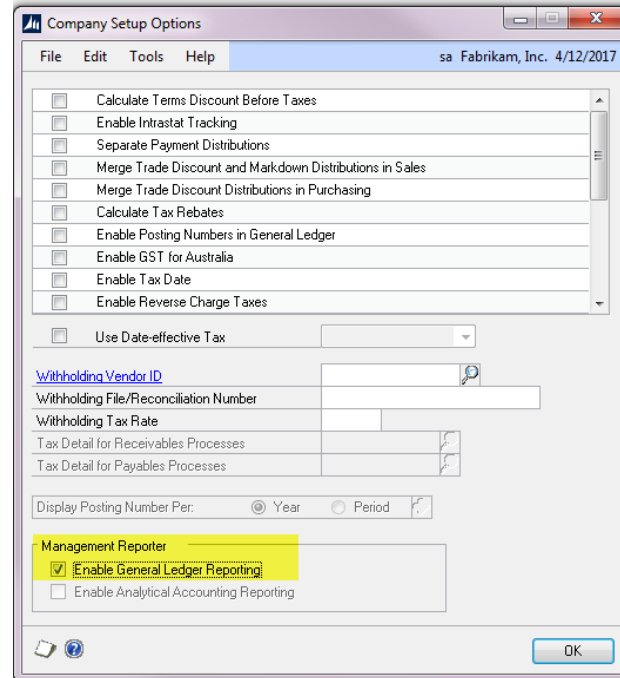 Company Setup Options
File Edit Tools Help sa Fabrikam, Inc. 4/12/2017
Calculate Terms Discount Before Taxes
Enable Intrastat Tracking
Separate Payment Distributions
Merge Trade Discount and Markdown Distributions in Sales
Merge Trade Discount Distributions in Purchasing
Calculate Tax Rebates
Enable Posting Numbers in General Ledger
Enable GST for Australia
Enable Tax Date
Enable Reverse Charge Taxes
Use Date-effective Tax
Withholding Vendor ID
Withholding File/Reconciliation Number
Withholding Tax Rate
Tax Detail for Receivables Processes
Tax Detail for Payables Processes
Display Posting Number Per: Year Period
Management Reporter
Enable General Ledger Reporting
Enable Analytical Accounting Reporting
OK